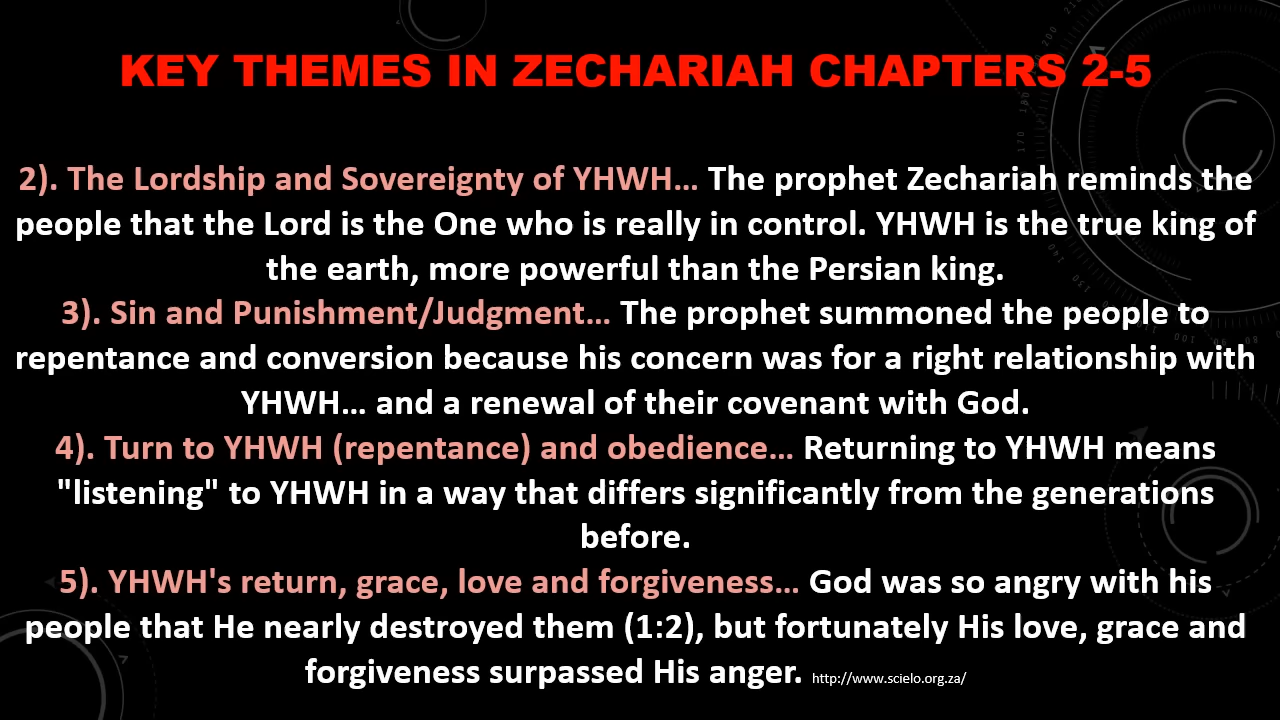 KEY THEMES IN ZECHARIAH CHAPTERS 2-5
2). The Lordship and Sovereignty of YHWH… The prophet Zechariah reminds the
people that the Lord is the One who is really in control. YHWH is the true king of
the earth, more powerful than the Persian king.
3). Sin and Punishment/Judgment… The prophet summoned the people to
repentance and conversion because his concern was for a right relationship with
YHWH… and a renewal of their covenant with God.
4). Turn to YHWH (repentance) and obedience… Returning to YHWH means
"listening" to YHWH in a way that differs significantly from the generations
before.
5). YHWH's return, grace, love and forgiveness… God was so angry with his
people that He nearly destroyed them (1:2), but fortunately His love, grace and
forgiveness surpassed His anger. http://www.scielo.org.za/